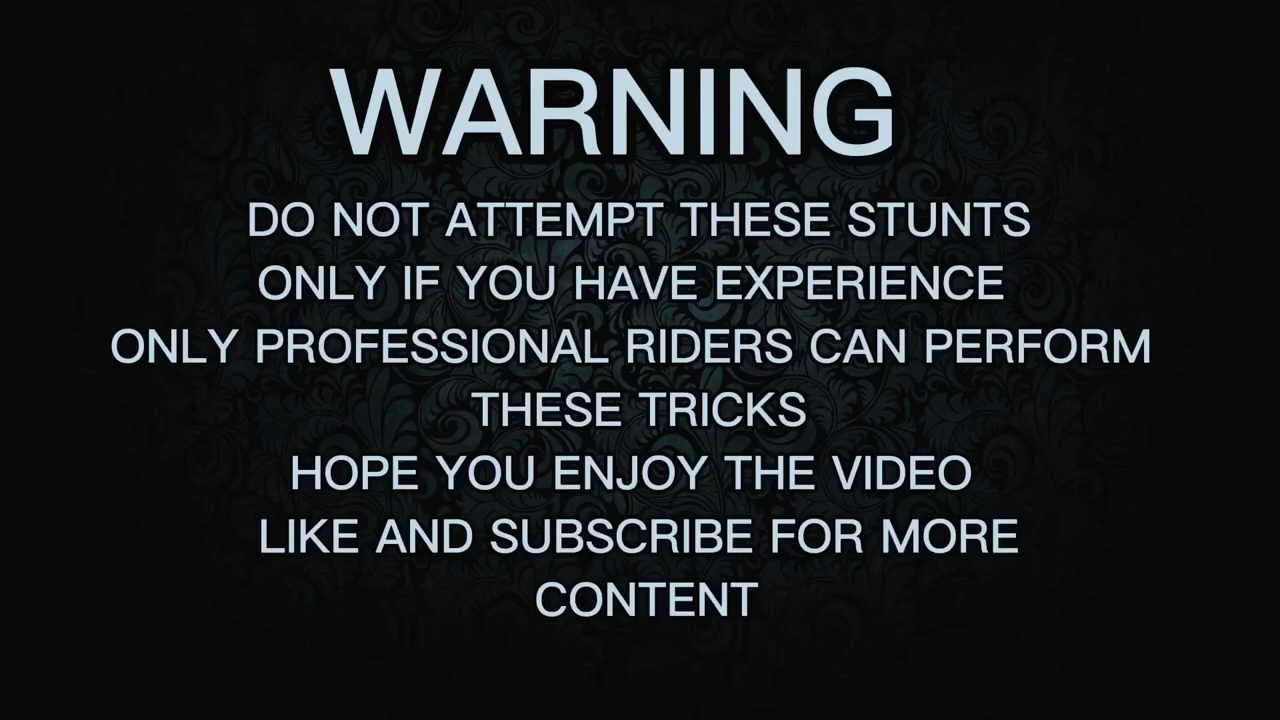 WARNING
DO NOT ATTEMPT THESE STUNTS
ONLY IF YOU HAVE EXPERIENCE
ONLY PROFESSIONAL RIDERS CAN PERFORM
THESE TRICKS
HOPE YOU ENJOY THE VIDEO
LIKE AND SUBSCRIBE FOR MORE
CONTENT